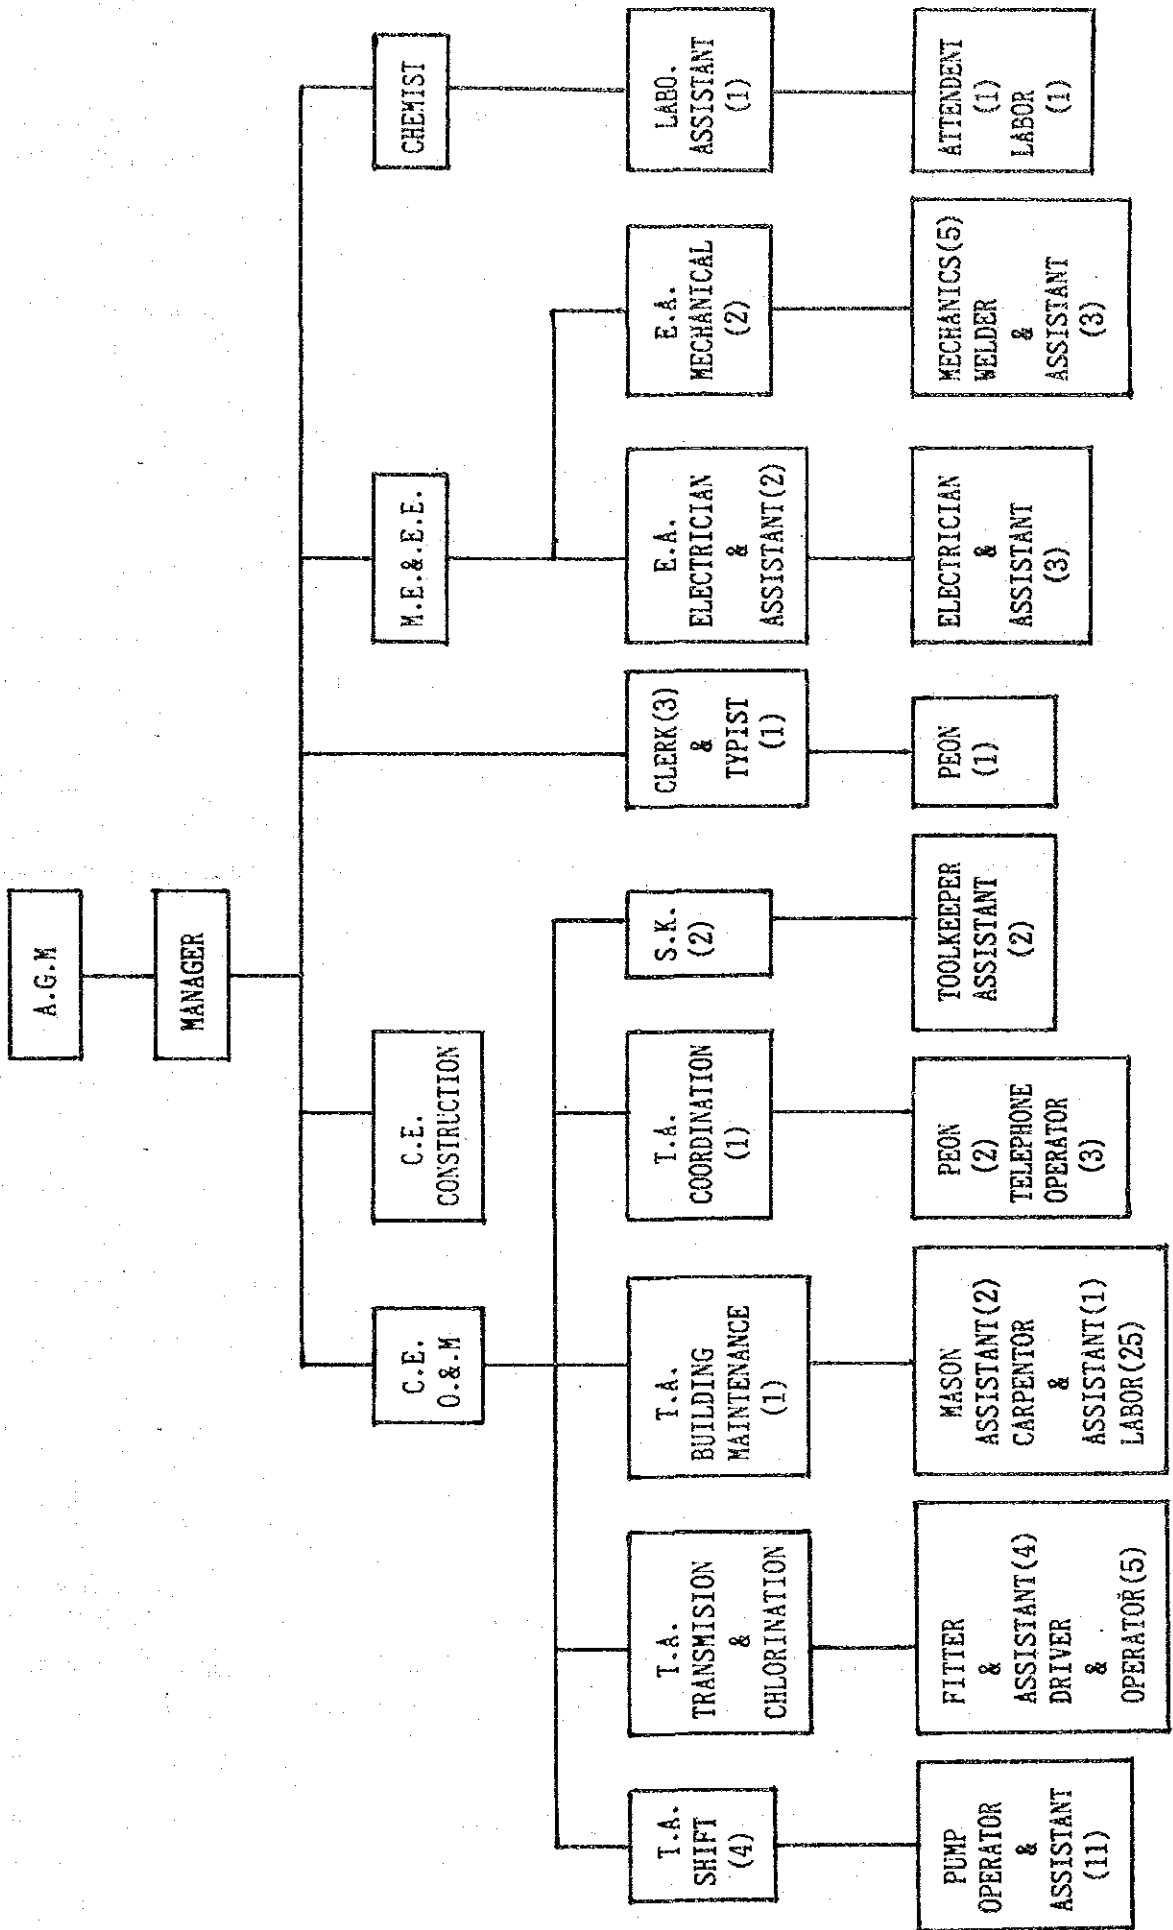 A.G.M
MANAGER
C.E.
O.&.M
C.E.
CONSTRUCTION
M.E.&.E.E.
CHEMIST
T.A.
SHIFT
(4)
T.A.
TRANSMISION
&
CHLORINATION
T.A.
BUILDING
MAINTENANCE
(1)
T.A.
COORDINATION
(1)
S.K.
(2)
CLERK(3)
&
TYPIST
(1)
E.A.
ELECTRICIAN
&
ASSISTANT(2)
E.A.
MECHANICAL
(2)
LABO.
ASSISTANT
(1)
PUMP
OPERATOR
&
ASSISTANT
(11)
FITTER
&
ASSISTANT(4)
DRIVER
&
OPERATOR(5)
MASON
ASSISTANT(2)
CARPENTOR
&
ASSISTANT(1)
LABOR(25)
PEON
(2)
TELEPHONE
OPERATOR
(3)
TOOLKEEPER
ASSISTANT
(2)
PEON
(1)
ELECTRICIAN
&
ASSISTANT
(3)
MECHANICS(5)
WELDER
&
ASSISTANT
(3)
ATTENDENT
(1)
LABOR
(1)